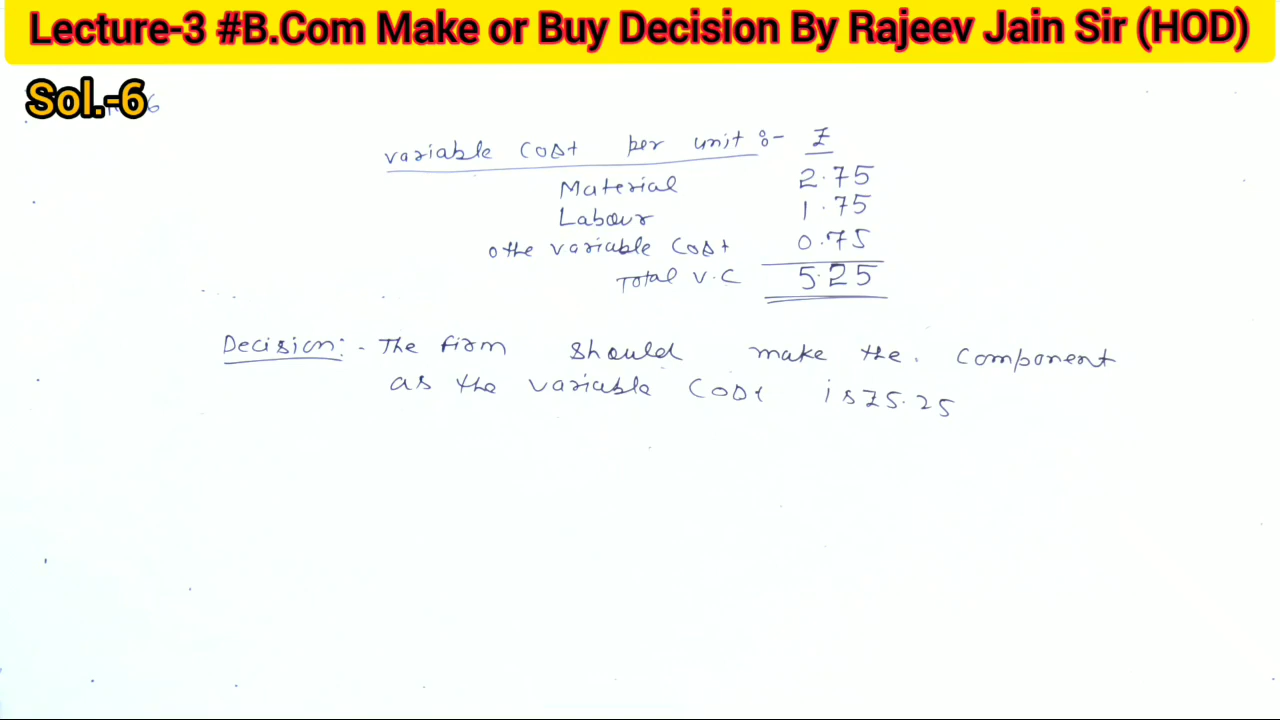 Lecture-3 #B.Com Make or Buy Decision By Rajeev Jain Sir (HOD)
Sol.-6
variable cost per unit :- ₹
Material 2.75
Labour 1.75
othe variable cost 0.75
Total V.C 5.25
Decision:- The firm should make the component
as the variable cost is ₹5.25